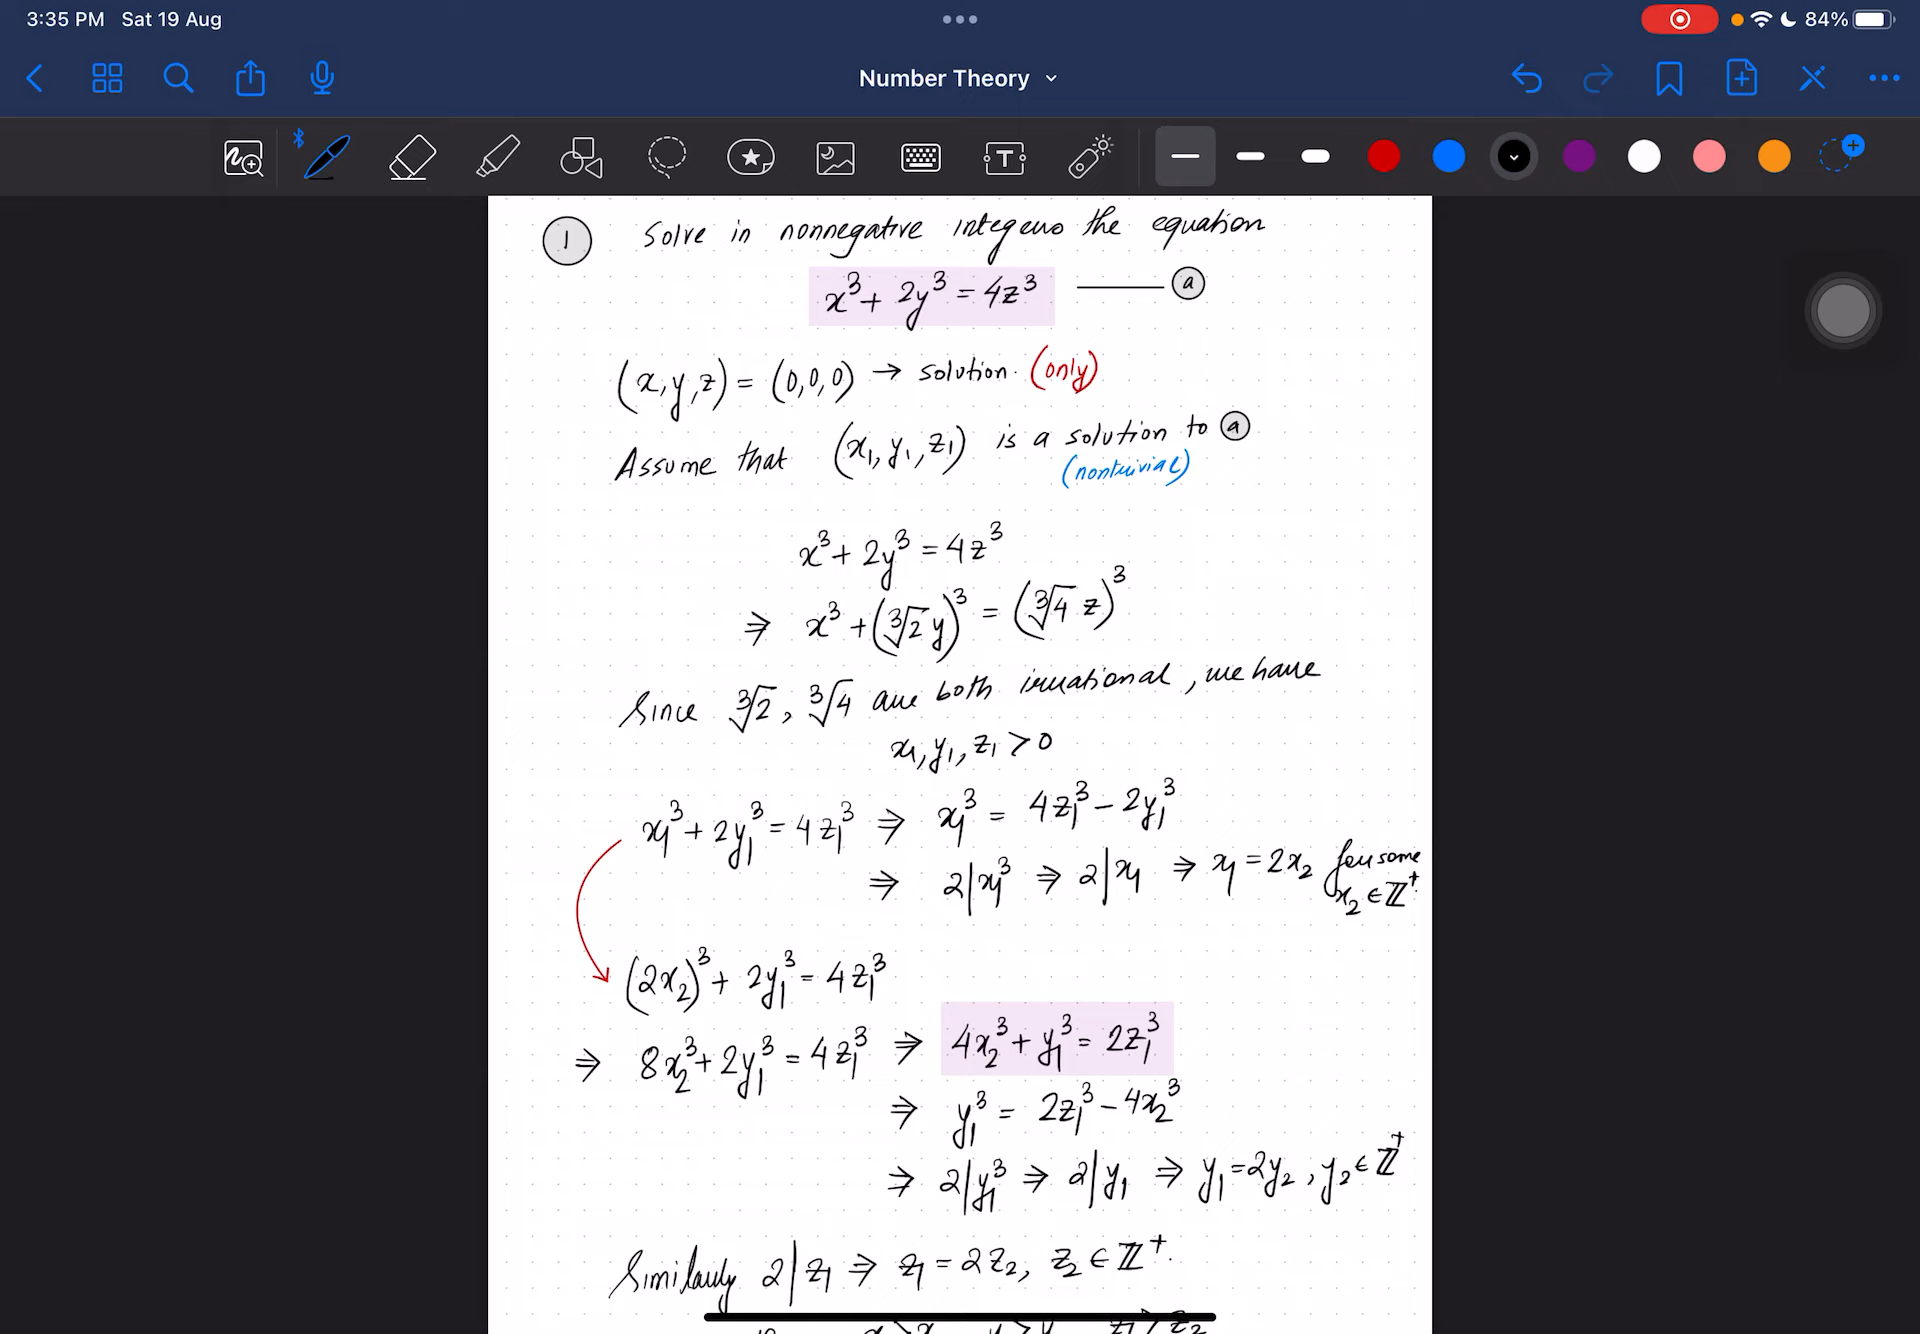 3:35 PM Sat 19 Aug
84%
Number Theory
T
1 Solve in nonnegative integers the equation
x³ + 2y³ = 4z³ —— a
(x, y, z) = (0, 0, 0) → solution. (only)
Assume that (x₁, y₁, z₁) is a solution to a
(nontrivial)
x³ + 2y³ = 4z³
⇒ x³ + (∛2 y)³ = (∛4 z)³
Since ∛2, ∛4 are both irrational, we have
x₁, y₁, z₁ > 0
x₁³ + 2y₁³ = 4z₁³ ⇒ x₁³ = 4z₁³ − 2y₁³
⇒ 2|x₁³ ⇒ 2|x₁ ⇒ x₁ = 2x₂ for some
x₂ ∈ ℤ⁺.
(2x₂)³ + 2y₁³ = 4z₁³
⇒ 8x₂³ + 2y₁³ = 4z₁³ ⇒ 4x₂³ + y₁³ = 2z₁³
⇒ y₁³ = 2z₁³ − 4x₂³
⇒ 2|y₁³ ⇒ 2|y₁ ⇒ y₁ = 2y₂, y₂ ∈ ℤ⁺
Similarly 2|z₁ ⇒ z₁ = 2z₂, z₂ ∈ ℤ⁺.